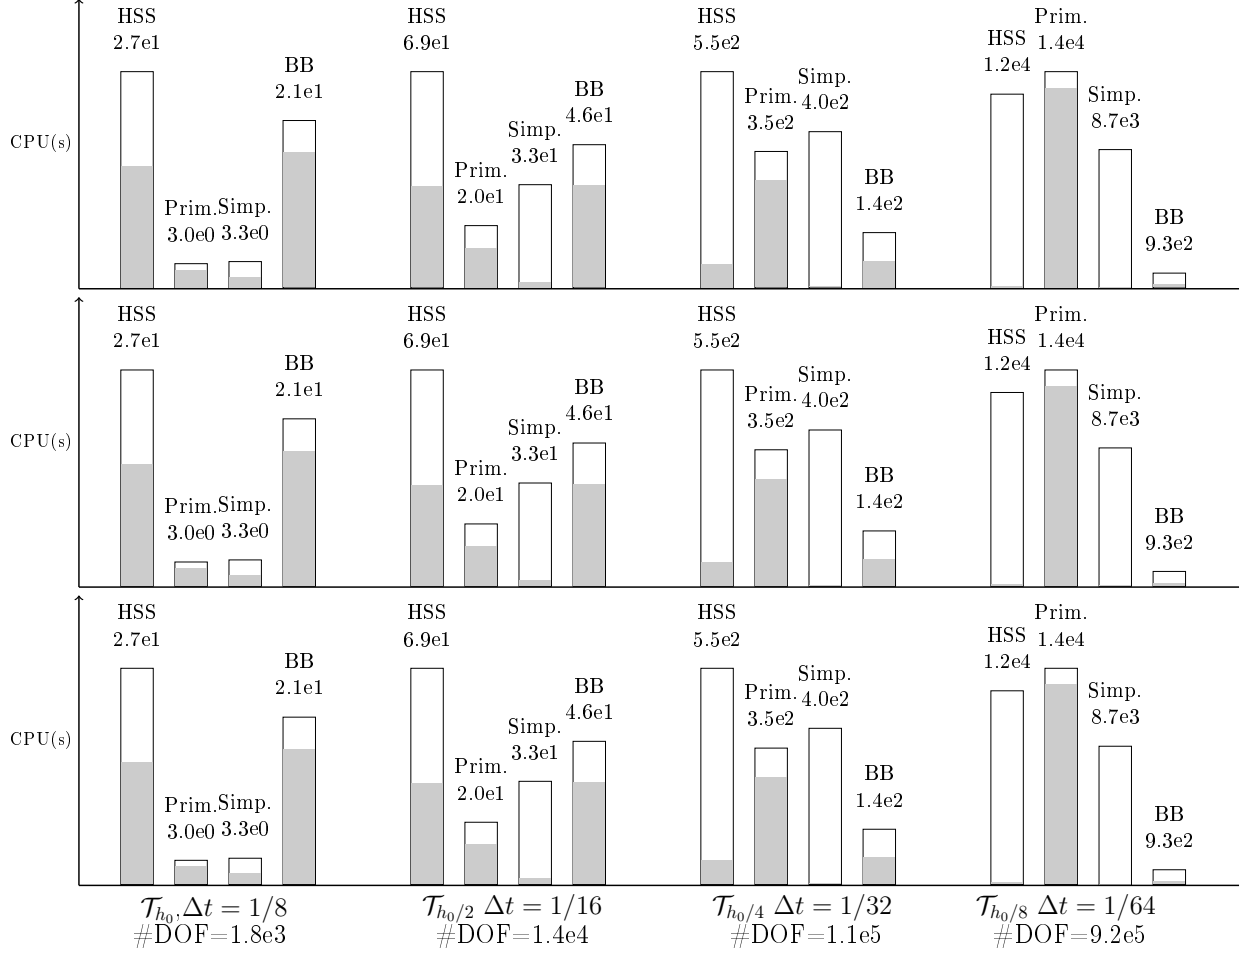 HSS
2.7e1
Prim.
3.0e0
Simp.
3.3e0
BB
2.1e1
HSS
6.9e1
Prim.
2.0e1
Simp.
3.3e1
BB
4.6e1
HSS
5.5e2
Prim.
3.5e2
Simp.
4.0e2
BB
1.4e2
HSS
1.2e4
Prim.
1.4e4
Simp.
8.7e3
BB
9.3e2
CPU(s)
HSS
2.7e1
Prim.
3.0e0
Simp.
3.3e0
BB
2.1e1
HSS
6.9e1
Prim.
2.0e1
Simp.
3.3e1
BB
4.6e1
HSS
5.5e2
Prim.
3.5e2
Simp.
4.0e2
BB
1.4e2
HSS
1.2e4
Prim.
1.4e4
Simp.
8.7e3
BB
9.3e2
CPU(s)
HSS
2.7e1
Prim.
3.0e0
Simp.
3.3e0
BB
2.1e1
HSS
6.9e1
Prim.
2.0e1
Simp.
3.3e1
BB
4.6e1
HSS
5.5e2
Prim.
3.5e2
Simp.
4.0e2
BB
1.4e2
HSS
1.2e4
Prim.
1.4e4
Simp.
8.7e3
BB
9.3e2
CPU(s)
𝒯h₀, Δt = 1/8
#DOF=1.8e3
𝒯h₀/2 Δt = 1/16
#DOF=1.4e4
𝒯h₀/4 Δt = 1/32
#DOF=1.1e5
𝒯h₀/8 Δt = 1/64
#DOF=9.2e5